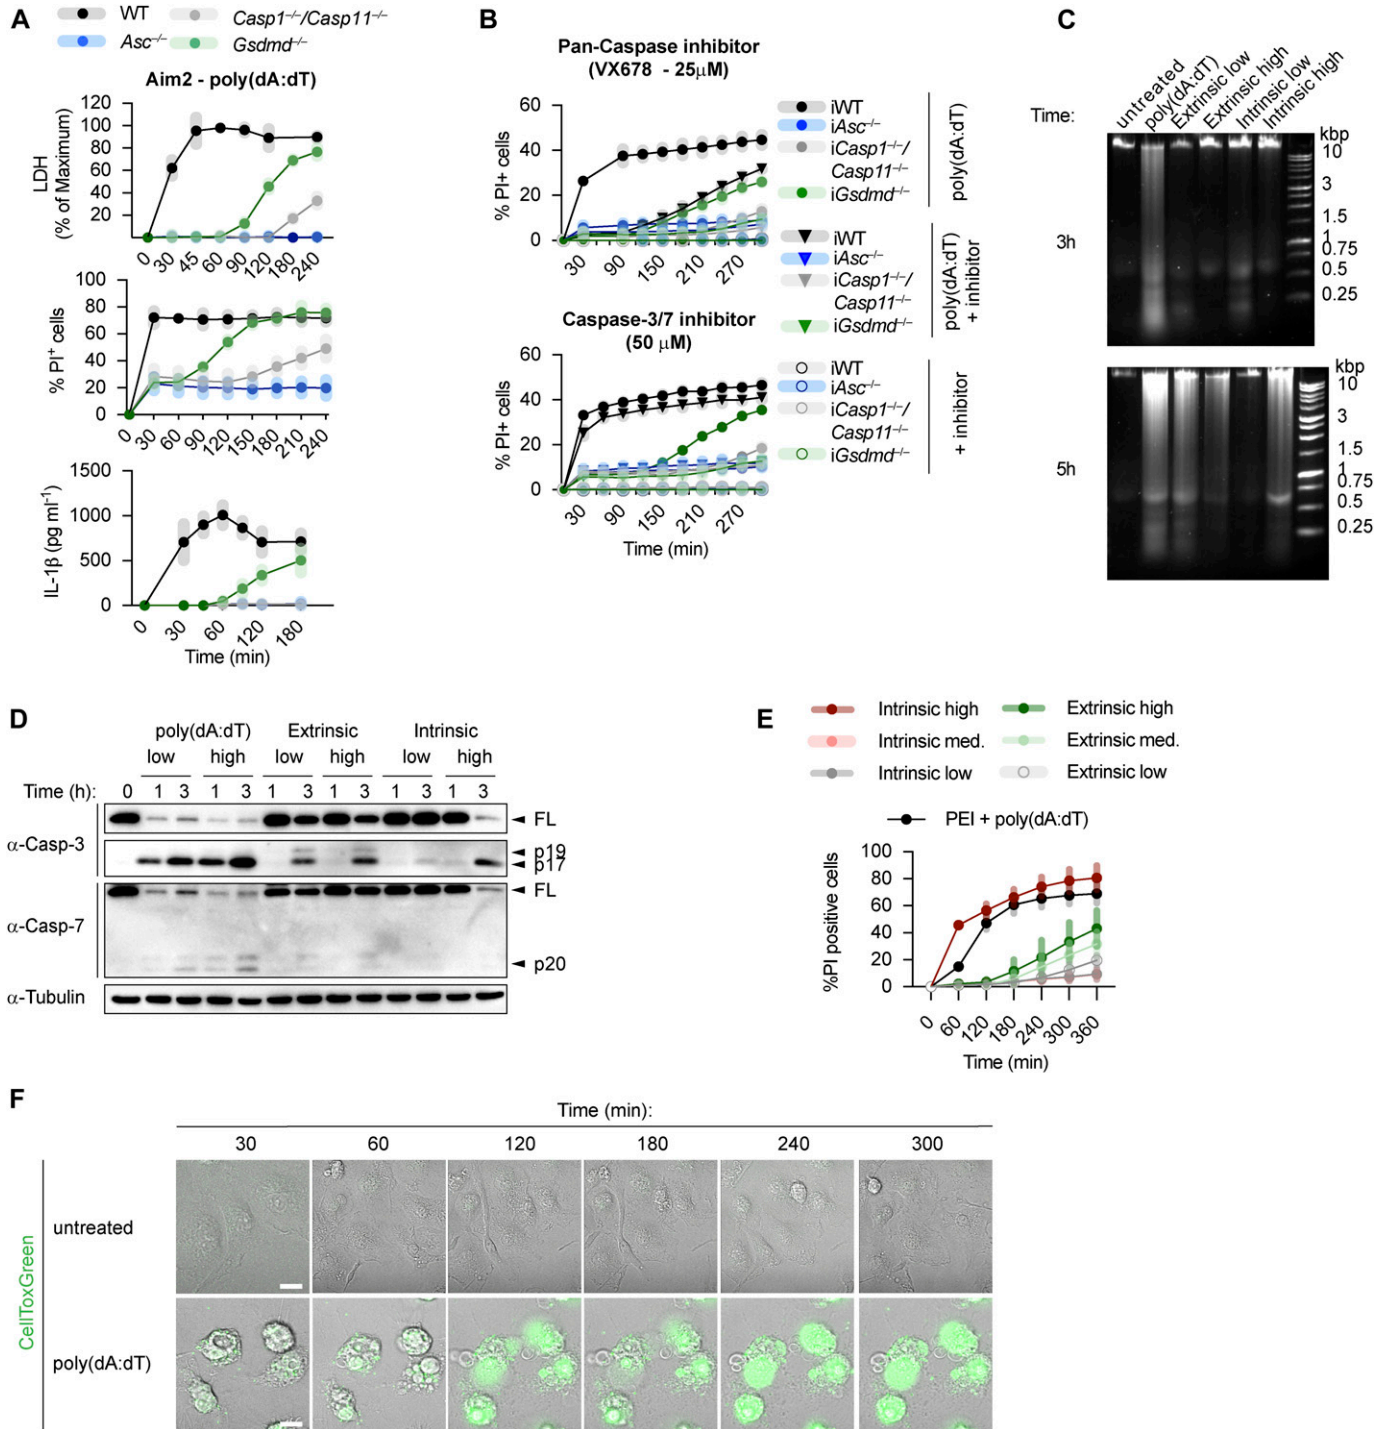 A
WT
Casp1–/–/Casp11–/–
Asc–/–
Gsdmd–/–
Aim2 - poly(dA:dT)
LDH
(% of Maximum)
120
100
80
60
40
20
0 30 45 60 90 120 180 240
% PI+ cells
100
80
60
40
20
0
0 30 60 90 120 150 180 210 240
IL-1β (pg ml-1)
1500
1000
500
0
0 30 60 120 180
Time (min)
B
Pan-Caspase inhibitor
(VX678 - 25μM)
% PI+ cells
60
40
20
0
30 90 150 210 270
Caspase-3/7 inhibitor
(50 μM)
% PI+ cells
60
40
20
0
30 90 150 210 270
Time (min)
iWT
iAsc–/–
iCasp1–/–/
Casp11–/–
iGsdmd–/–
poly(dA:dT)
iWT
iAsc–/–
iCasp1–/–/
Casp11–/–
iGsdmd–/–
poly(dA:dT)
+ inhibitor
iWT
iAsc–/–
iCasp1–/–/
Casp11–/–
iGsdmd–/–
+ inhibitor
C
untreated
poly(dA:dT)
Extrinsic low
Extrinsic high
Intrinsic low
Intrinsic high
Time:
kbp
10
3
1.5
1
0.75
0.5
0.25
3h
kbp
10
3
1.5
1
0.75
0.5
0.25
5h
D
poly(dA:dT) Extrinsic Intrinsic
low high low high low high
Time (h): 0 1 3 1 3 1 3 1 3 1 3 1 3
α-Casp-3
FL
p19
p17
α-Casp-7
FL
p20
α-Tubulin
E
Intrinsic high
Extrinsic high
Intrinsic med.
Extrinsic med.
Intrinsic low
Extrinsic low
PEI + poly(dA:dT)
%PI positive cells
100
80
60
40
20
0
0 60 120 180 240 300 360
Time (min)
F
Time (min):
30 60 120 180 240 300
CellToxGreen
untreated
poly(dA:dT)